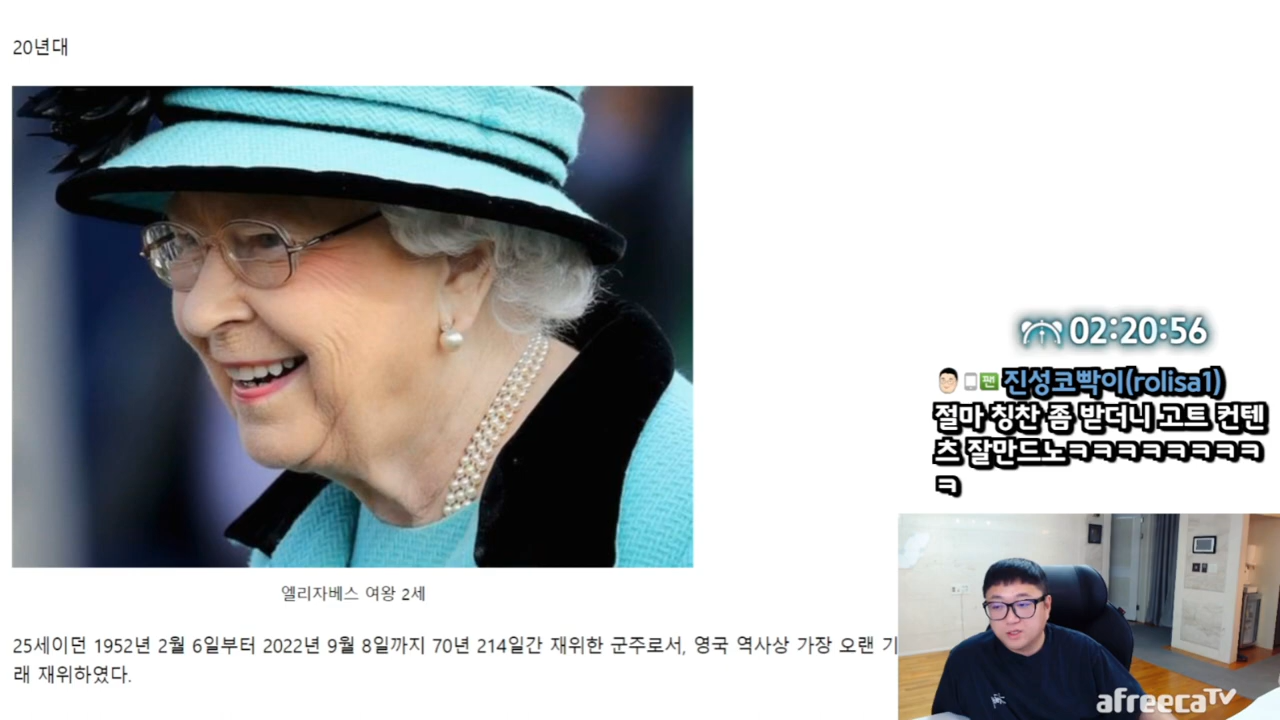 20년대
엘리자베스 여왕 2세
25세이던 1952년 2월 6일부터 2022년 9월 8일까지 70년 214일간 재위한 군주로서, 영국 역사상 가장 오랜 기
래 재위하였다.
02:20:56
팬 진성코빡이(rolisa1)
절마 칭찬 좀 받더니 고트 컨텐
츠 잘만드노ㅋㅋㅋㅋㅋㅋㅋㅋ
ㅋ
afreecaTV